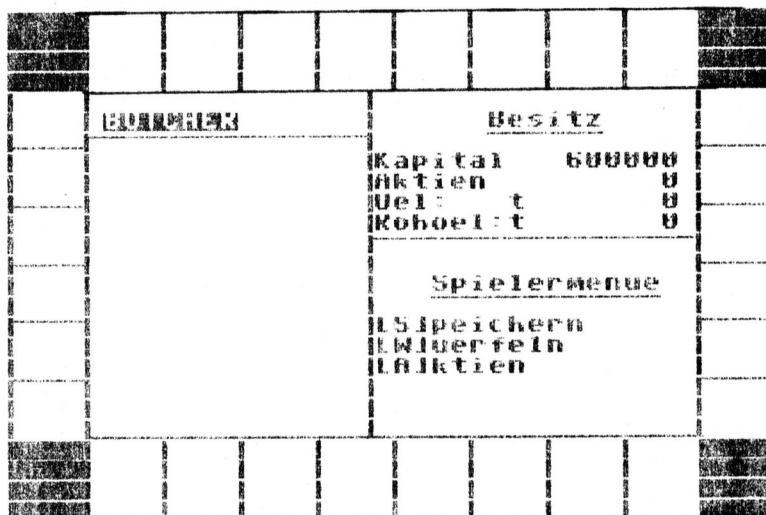 Besitz
Kapital 600000
Aktien 0
Oel: t 0
Rohoel:t 0
Spielermenue
[S]peichern
[W]uerfeln
[A]ktien